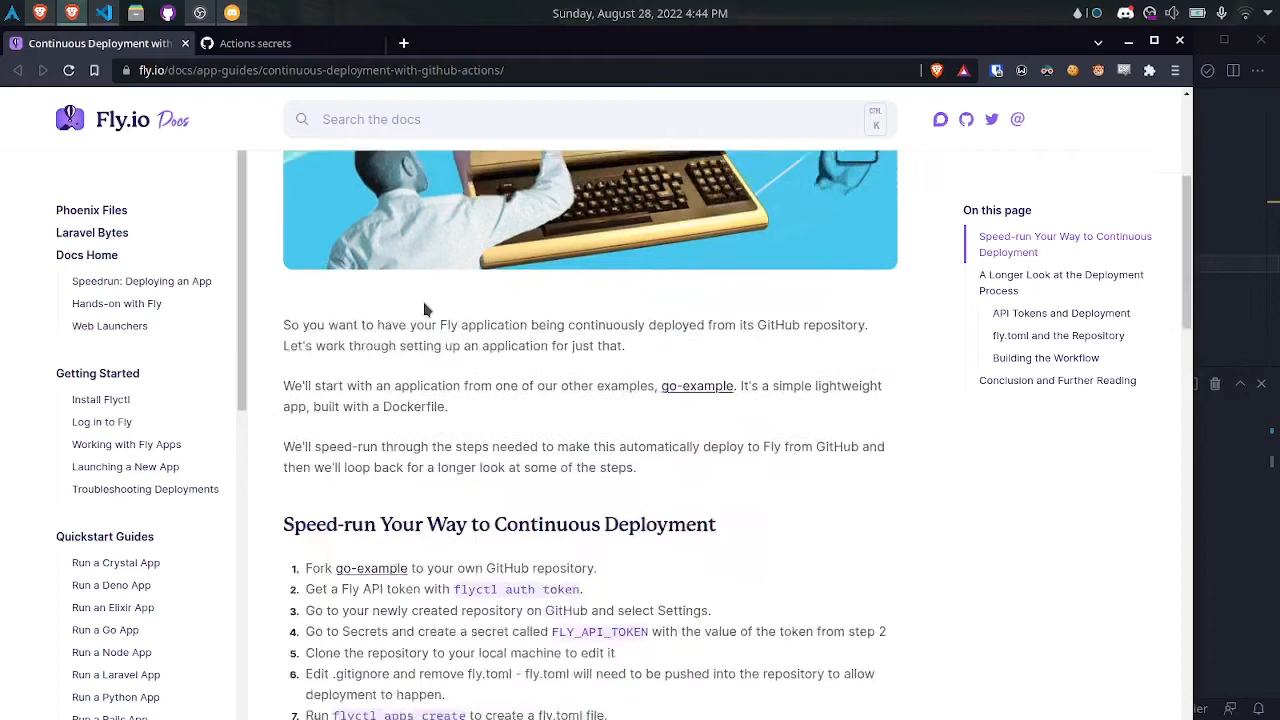 Sunday, August 28, 2022 4:44 PM
Continuous Deployment with
Actions secrets
fly.io/docs/app-guides/continuous-deployment-with-github-actions/
Fly.io Docs
Search the docs
CTRL
K
Phoenix Files
Laravel Bytes
Docs Home
Speedrun: Deploying an App
Hands-on with Fly
Web Launchers
Getting Started
Install Flyctl
Log in to Fly
Working with Fly Apps
Launching a New App
Troubleshooting Deployments
Quickstart Guides
Run a Crystal App
Run a Deno App
Run an Elixir App
Run a Go App
Run a Node App
Run a Laravel App
Run a Python App
Run a Rails App
So you want to have your Fly application being continuously deployed from its GitHub repository.
Let's work through setting up an application for just that.
We'll start with an application from one of our other examples, go-example. It's a simple lightweight
app, built with a Dockerfile.
We'll speed-run through the steps needed to make this automatically deploy to Fly from GitHub and
then we'll loop back for a longer look at some of the steps.
Speed-run Your Way to Continuous Deployment
1. Fork go-example to your own GitHub repository.
2. Get a Fly API token with flyctl auth token.
3. Go to your newly created repository on GitHub and select Settings.
4. Go to Secrets and create a secret called FLY_API_TOKEN with the value of the token from step 2
5. Clone the repository to your local machine to edit it
6. Edit .gitignore and remove fly.toml - fly.toml will need to be pushed into the repository to allow
deployment to happen.
7. Run flyctl apps create to create a fly.toml file.
On this page
Speed-run Your Way to Continuous
Deployment
A Longer Look at the Deployment
Process
API Tokens and Deployment
fly.toml and the Repository
Building the Workflow
Conclusion and Further Reading
ler